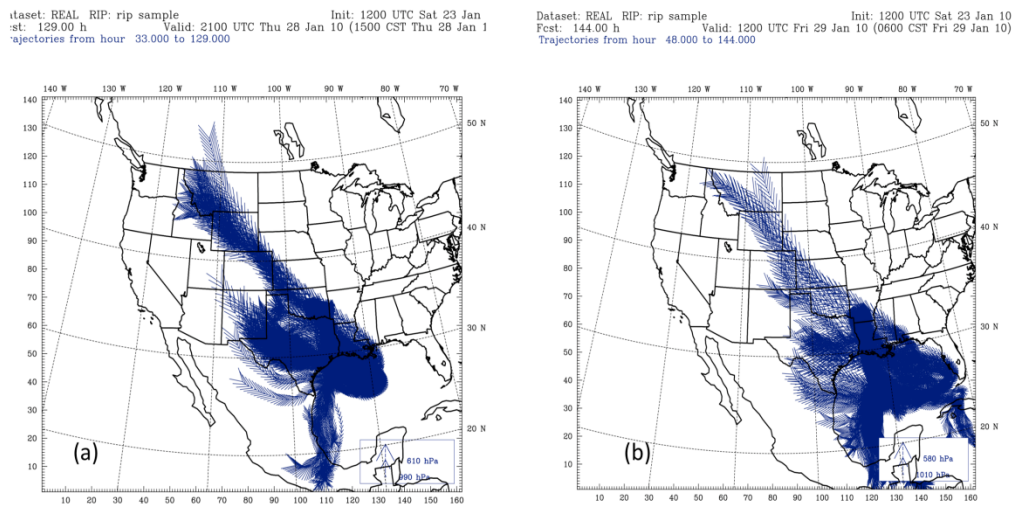 ataset: REAL RIP: rip sample Init: 1200 UTC Sat 23 Jan
st: 129.00 h Valid: 2100 UTC Thu 28 Jan 10 (1500 CST Thu 28 Jan 1
rajectories from hour 33.000 to 129.000
140 W 130 W 120 W 110 W 100 W 90 W 80 W 70 W
140
130
120
110
100
90
80
70
60
50
40
30
20
10
50 N
40 N
30 N
20 N
(a)
610 hPa
990 hPa
10 20 30 40 50 60 70 80 90 100 110 120 130 140 150 160
Dataset: REAL RIP: rip sample Init: 1200 UTC Sat 23 Jan 10
Fcst: 144.00 h Valid: 1200 UTC Fri 29 Jan 10 (0600 CST Fri 29 Jan 10)
Trajectories from hour 48.000 to 144.000
140 W 130 W 120 W 110 W 100 W 90 W 80 W 70 W
140
130
120
110
100
90
80
70
60
50
40
30
20
10
50 N
40 N
30 N
20 N
(b)
580 hPa
1010 hPa
10 20 30 40 50 60 70 80 90 100 110 120 130 140 150 160